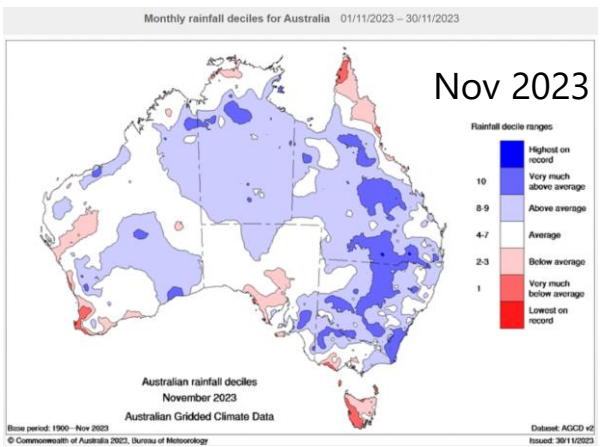 Monthly rainfall deciles for Australia 01/11/2023 – 30/11/2023
Nov 2023
Rainfall decile ranges
Highest on
record
10 Very much
above average
8-9 Above average
4-7 Average
2-3 Below average
1 Very much
below average
Lowest on
record
Australian rainfall deciles
November 2023
Australian Gridded Climate Data
Base period: 1900—Nov 2023 Dataset: AGCD v2
© Commonwealth of Australia 2023, Bureau of Meteorology Issued: 30/11/2023